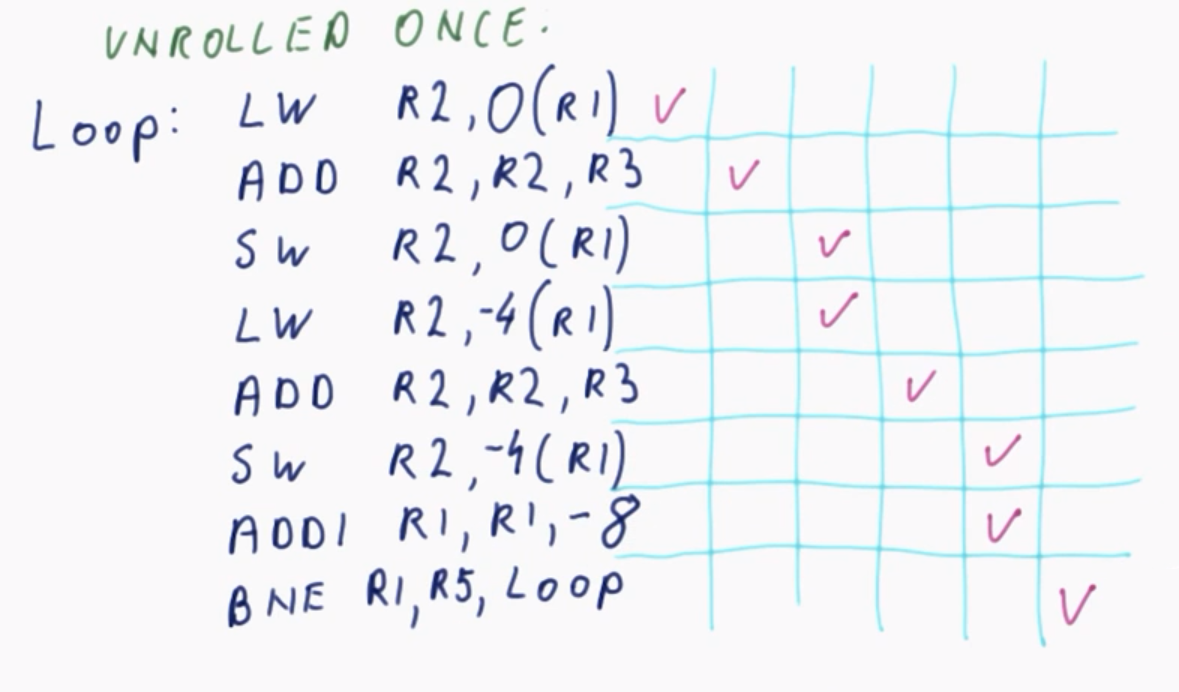 UNROLLED ONCE.
Loop: LW R2,0(R1) ✓
ADD R2,R2,R3 ✓
SW R2,0(R1) ✓
LW R2,-4(R1) ✓
ADD R2,R2,R3 ✓
SW R2,-4(R1) ✓
ADDI R1,R1,-8 ✓
BNE R1,R5,Loop ✓